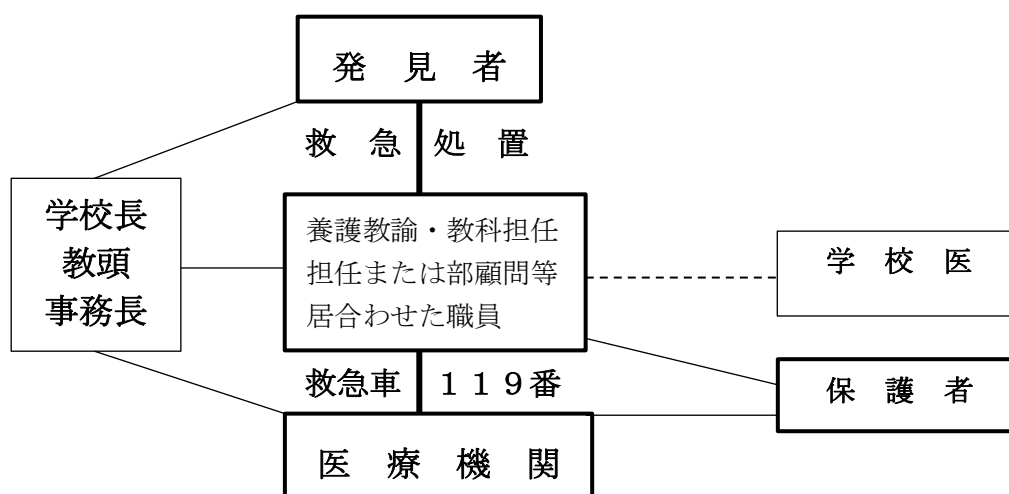 発見者
救急処置
学校長
教頭
事務長
養護教諭・教科担任
担任または部顧問等
居合わせた職員
学校医
救急車 １１９番
保護者
医療機関